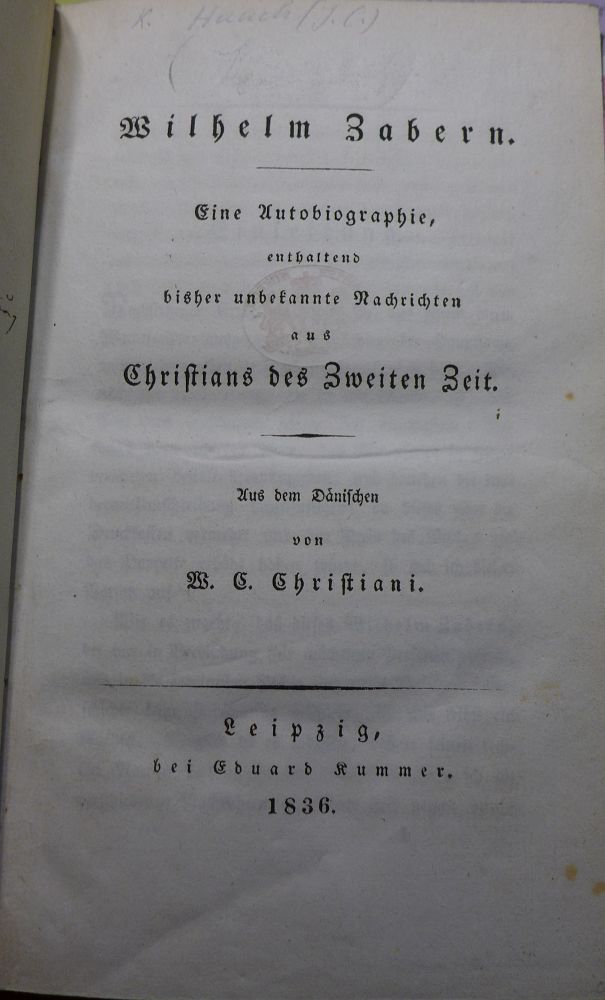 K. Hauch (J. C.)
Wilhelm Zabern.
Eine Autobiographie,
enthaltend
bisher unbekannte Nachrichten
aus
Christians des Zweiten Zeit.
Aus dem Dänischen
von
W. C. Christiani.
Leipzig,
bei Eduard Kummer.
1836.